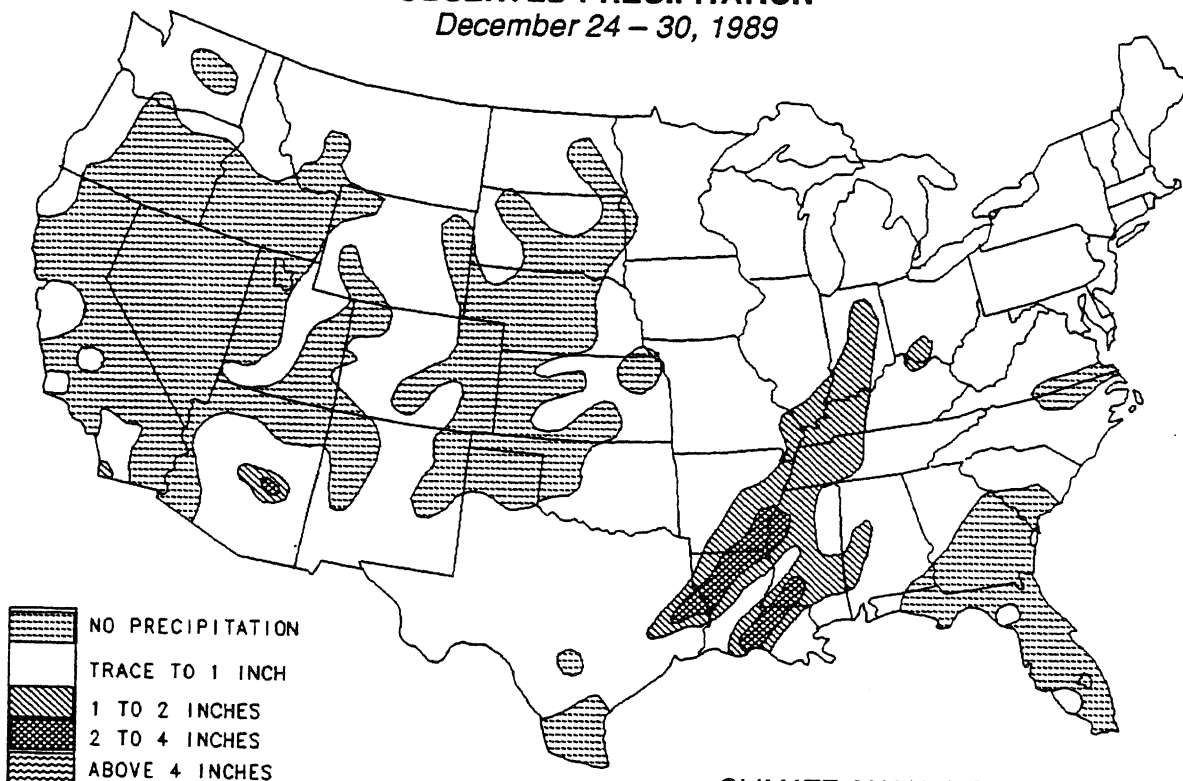 December 24 – 30, 1989
NO PRECIPITATION
TRACE TO 1 INCH
1 TO 2 INCHES
2 TO 4 INCHES
ABOVE 4 INCHES